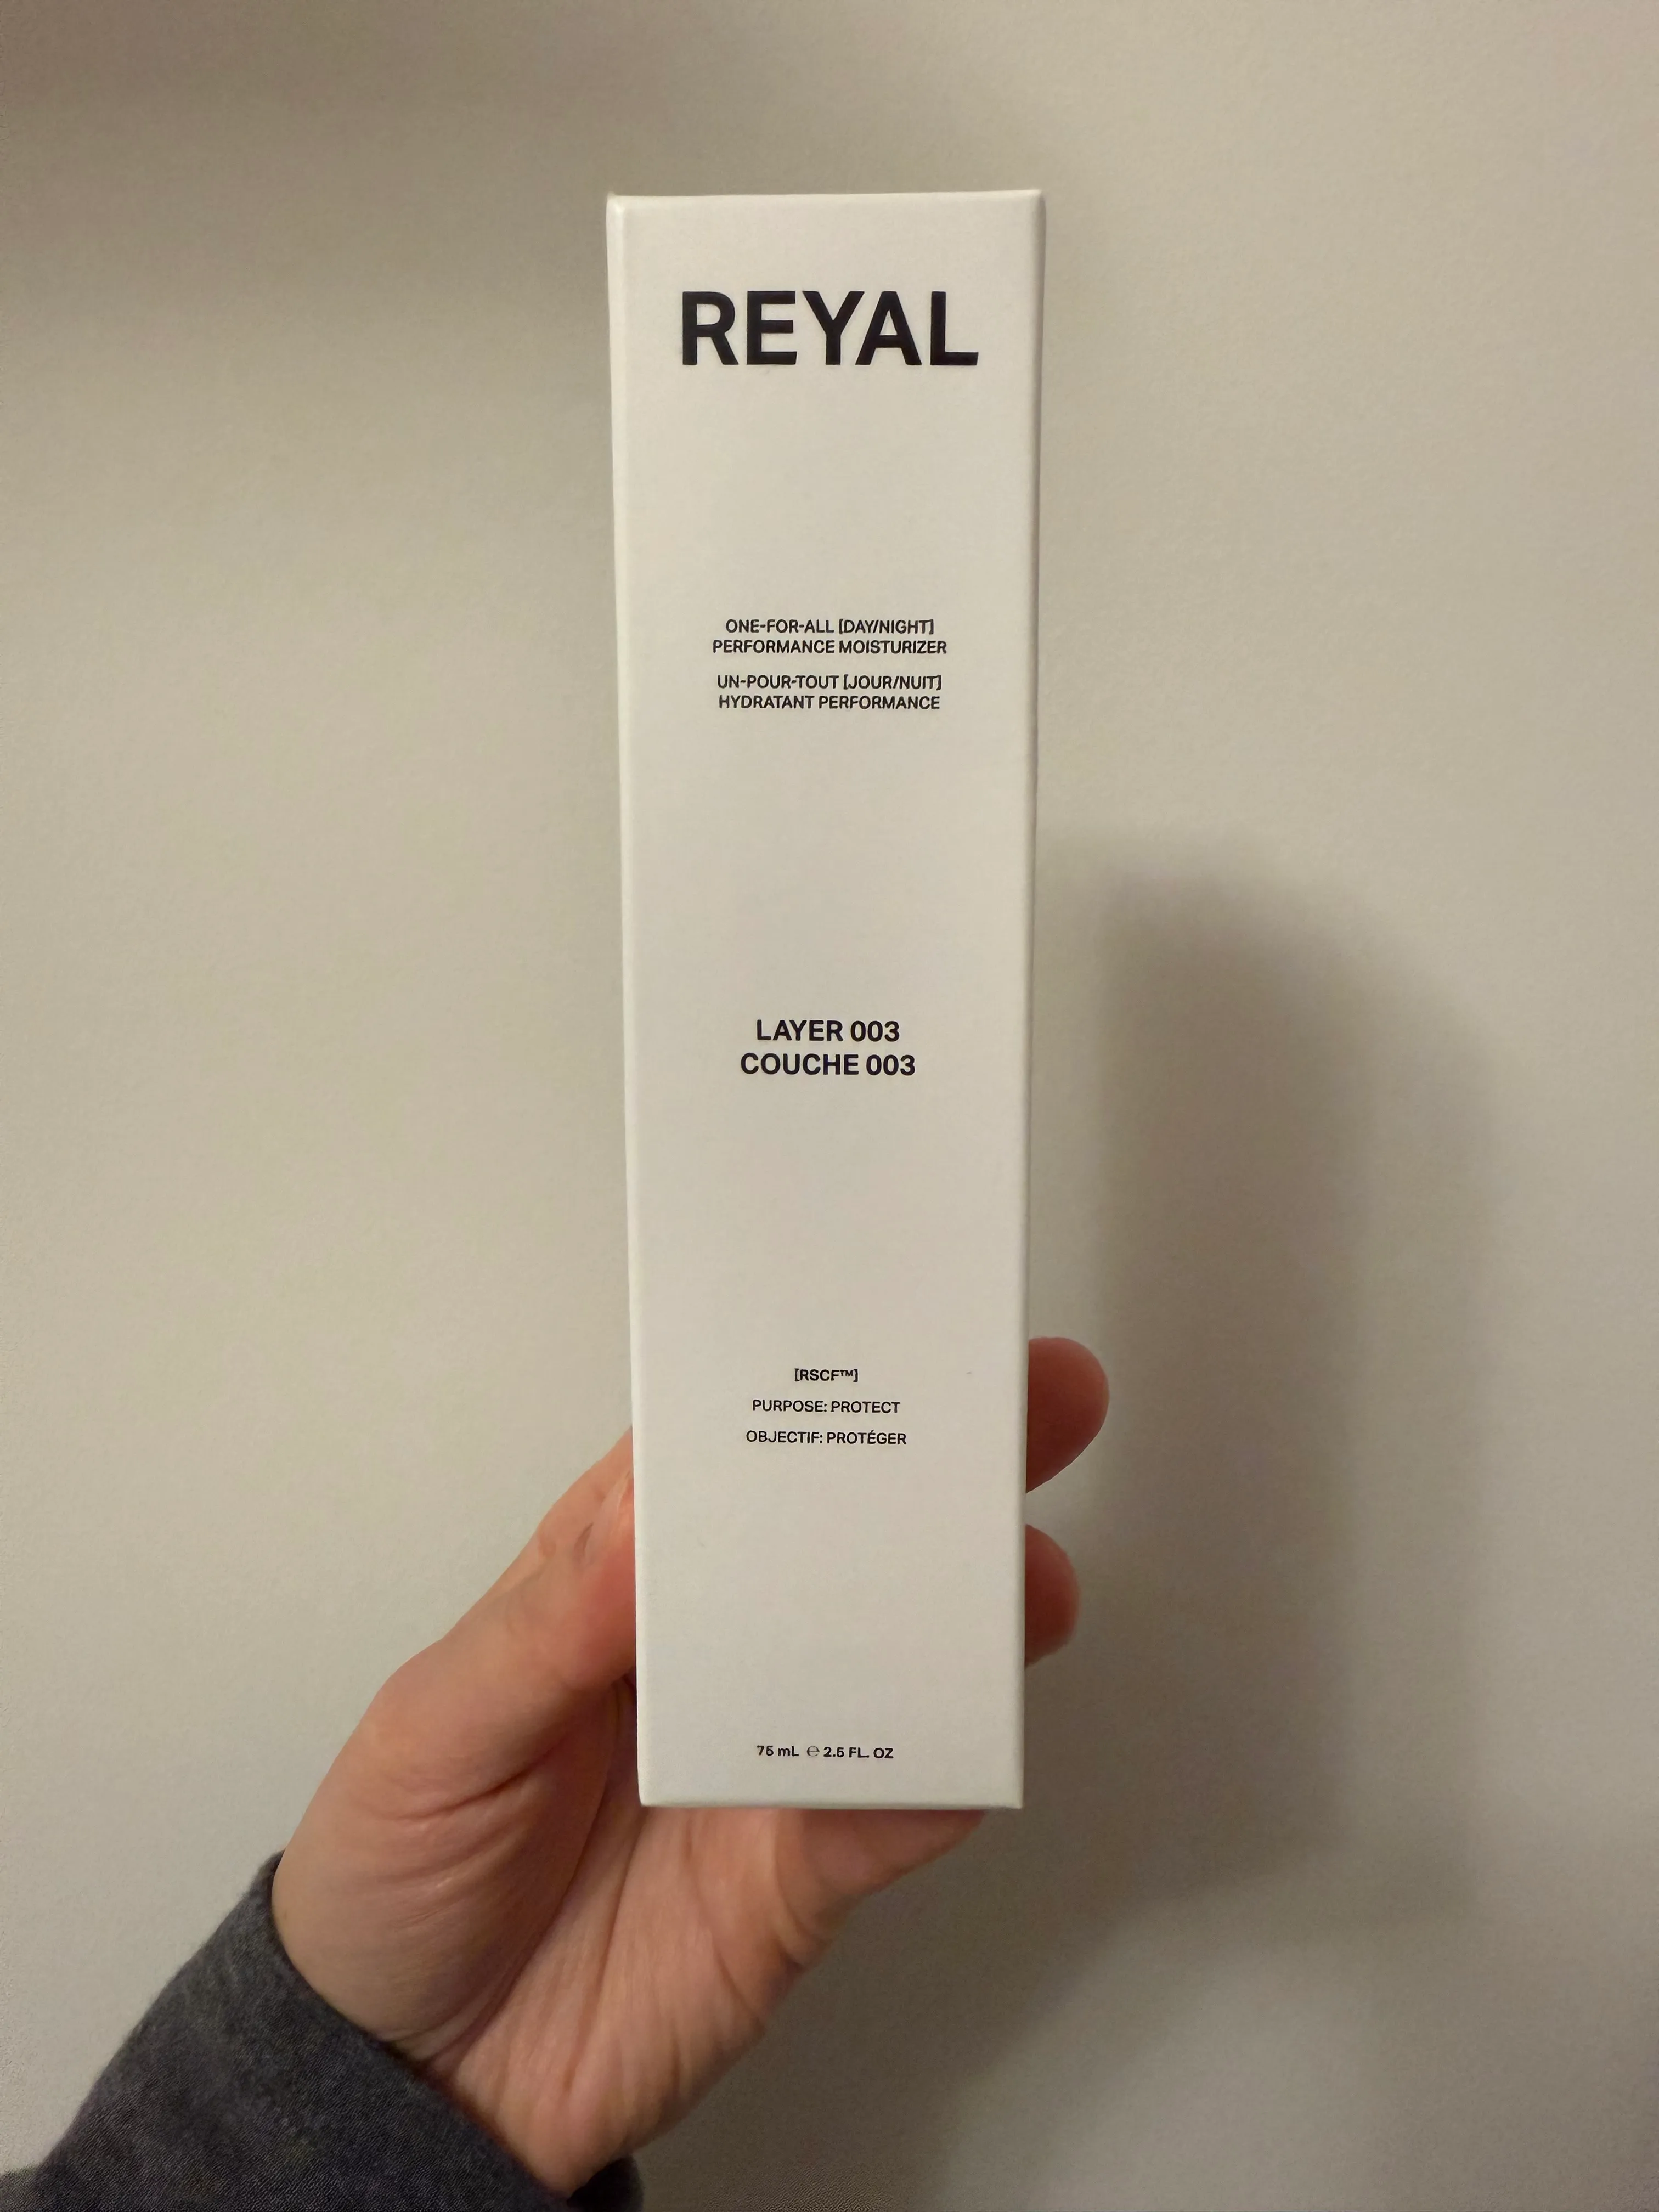 REYAL
ONE-FOR-ALL [DAY/NIGHT]
PERFORMANCE MOISTURIZER
UN-POUR-TOUT [JOUR/NUIT]
HYDRATANT PERFORMANCE
LAYER 003
COUCHE 003
[RSCF™]
PURPOSE: PROTECT
OBJECTIF: PROTÉGER
75 mL ℮ 2.5 FL. OZ